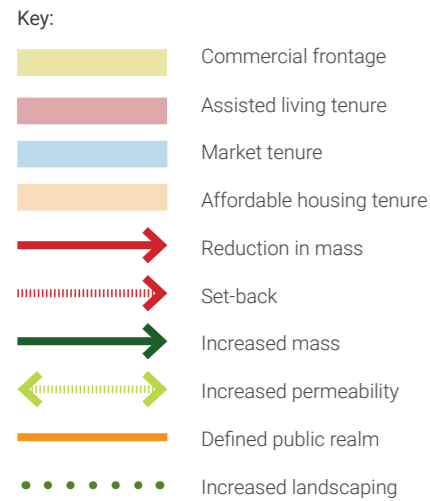 Key:
Commercial frontage
Assisted living tenure
Market tenure
Affordable housing tenure
Reduction in mass
Set-back
Increased mass
Increased permeability
Defined public realm
Increased landscaping